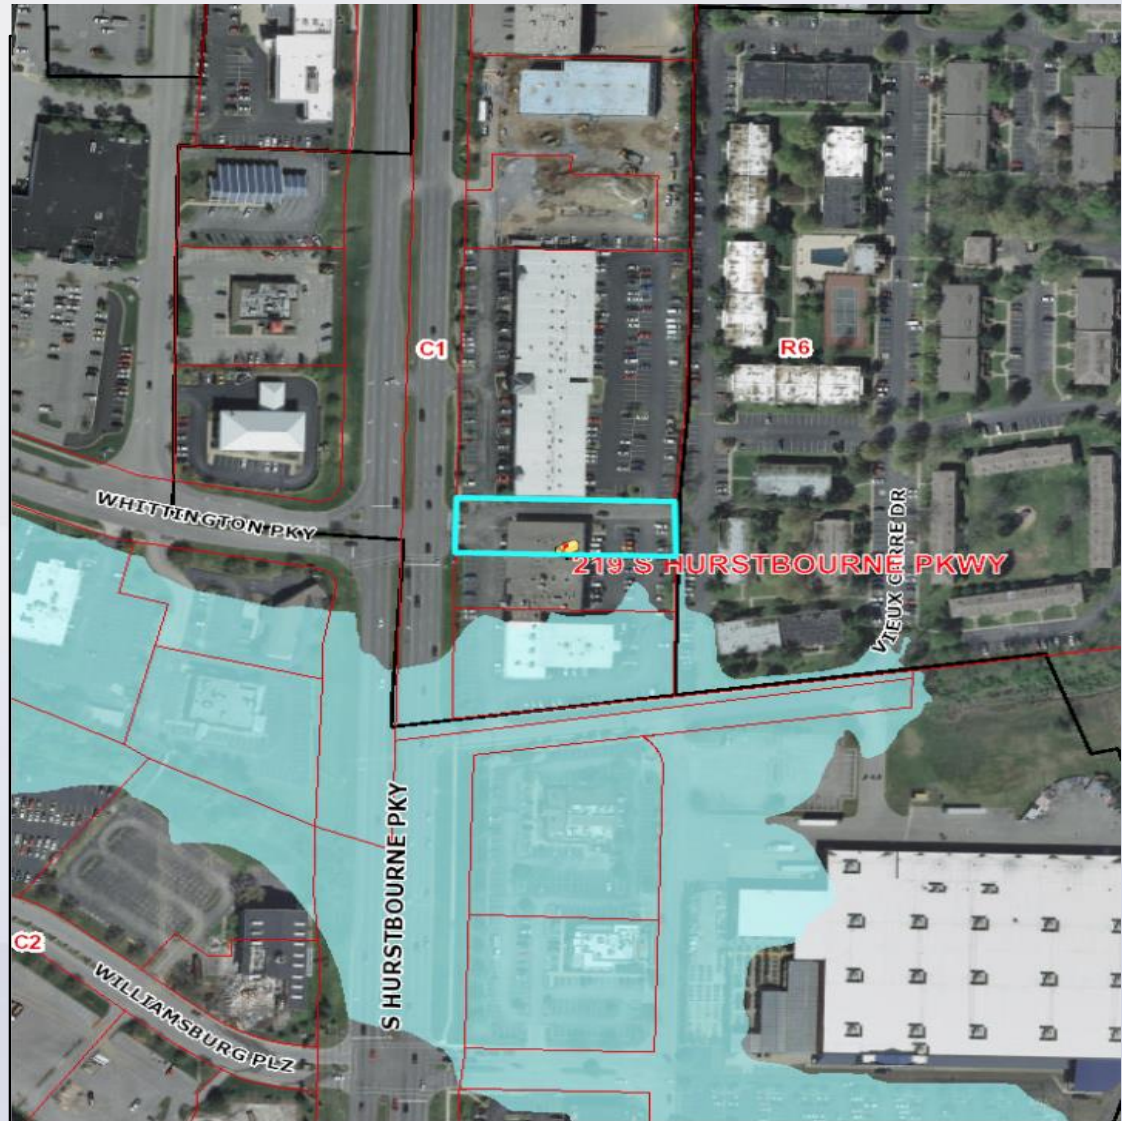 C1
R6
WHITTINGTON PKY
219 S HURSTBOURNE PKWY
VIEUX CARRE DR
S HURSTBOURNE PKY
C2
WILLIAMSBURG PLZ